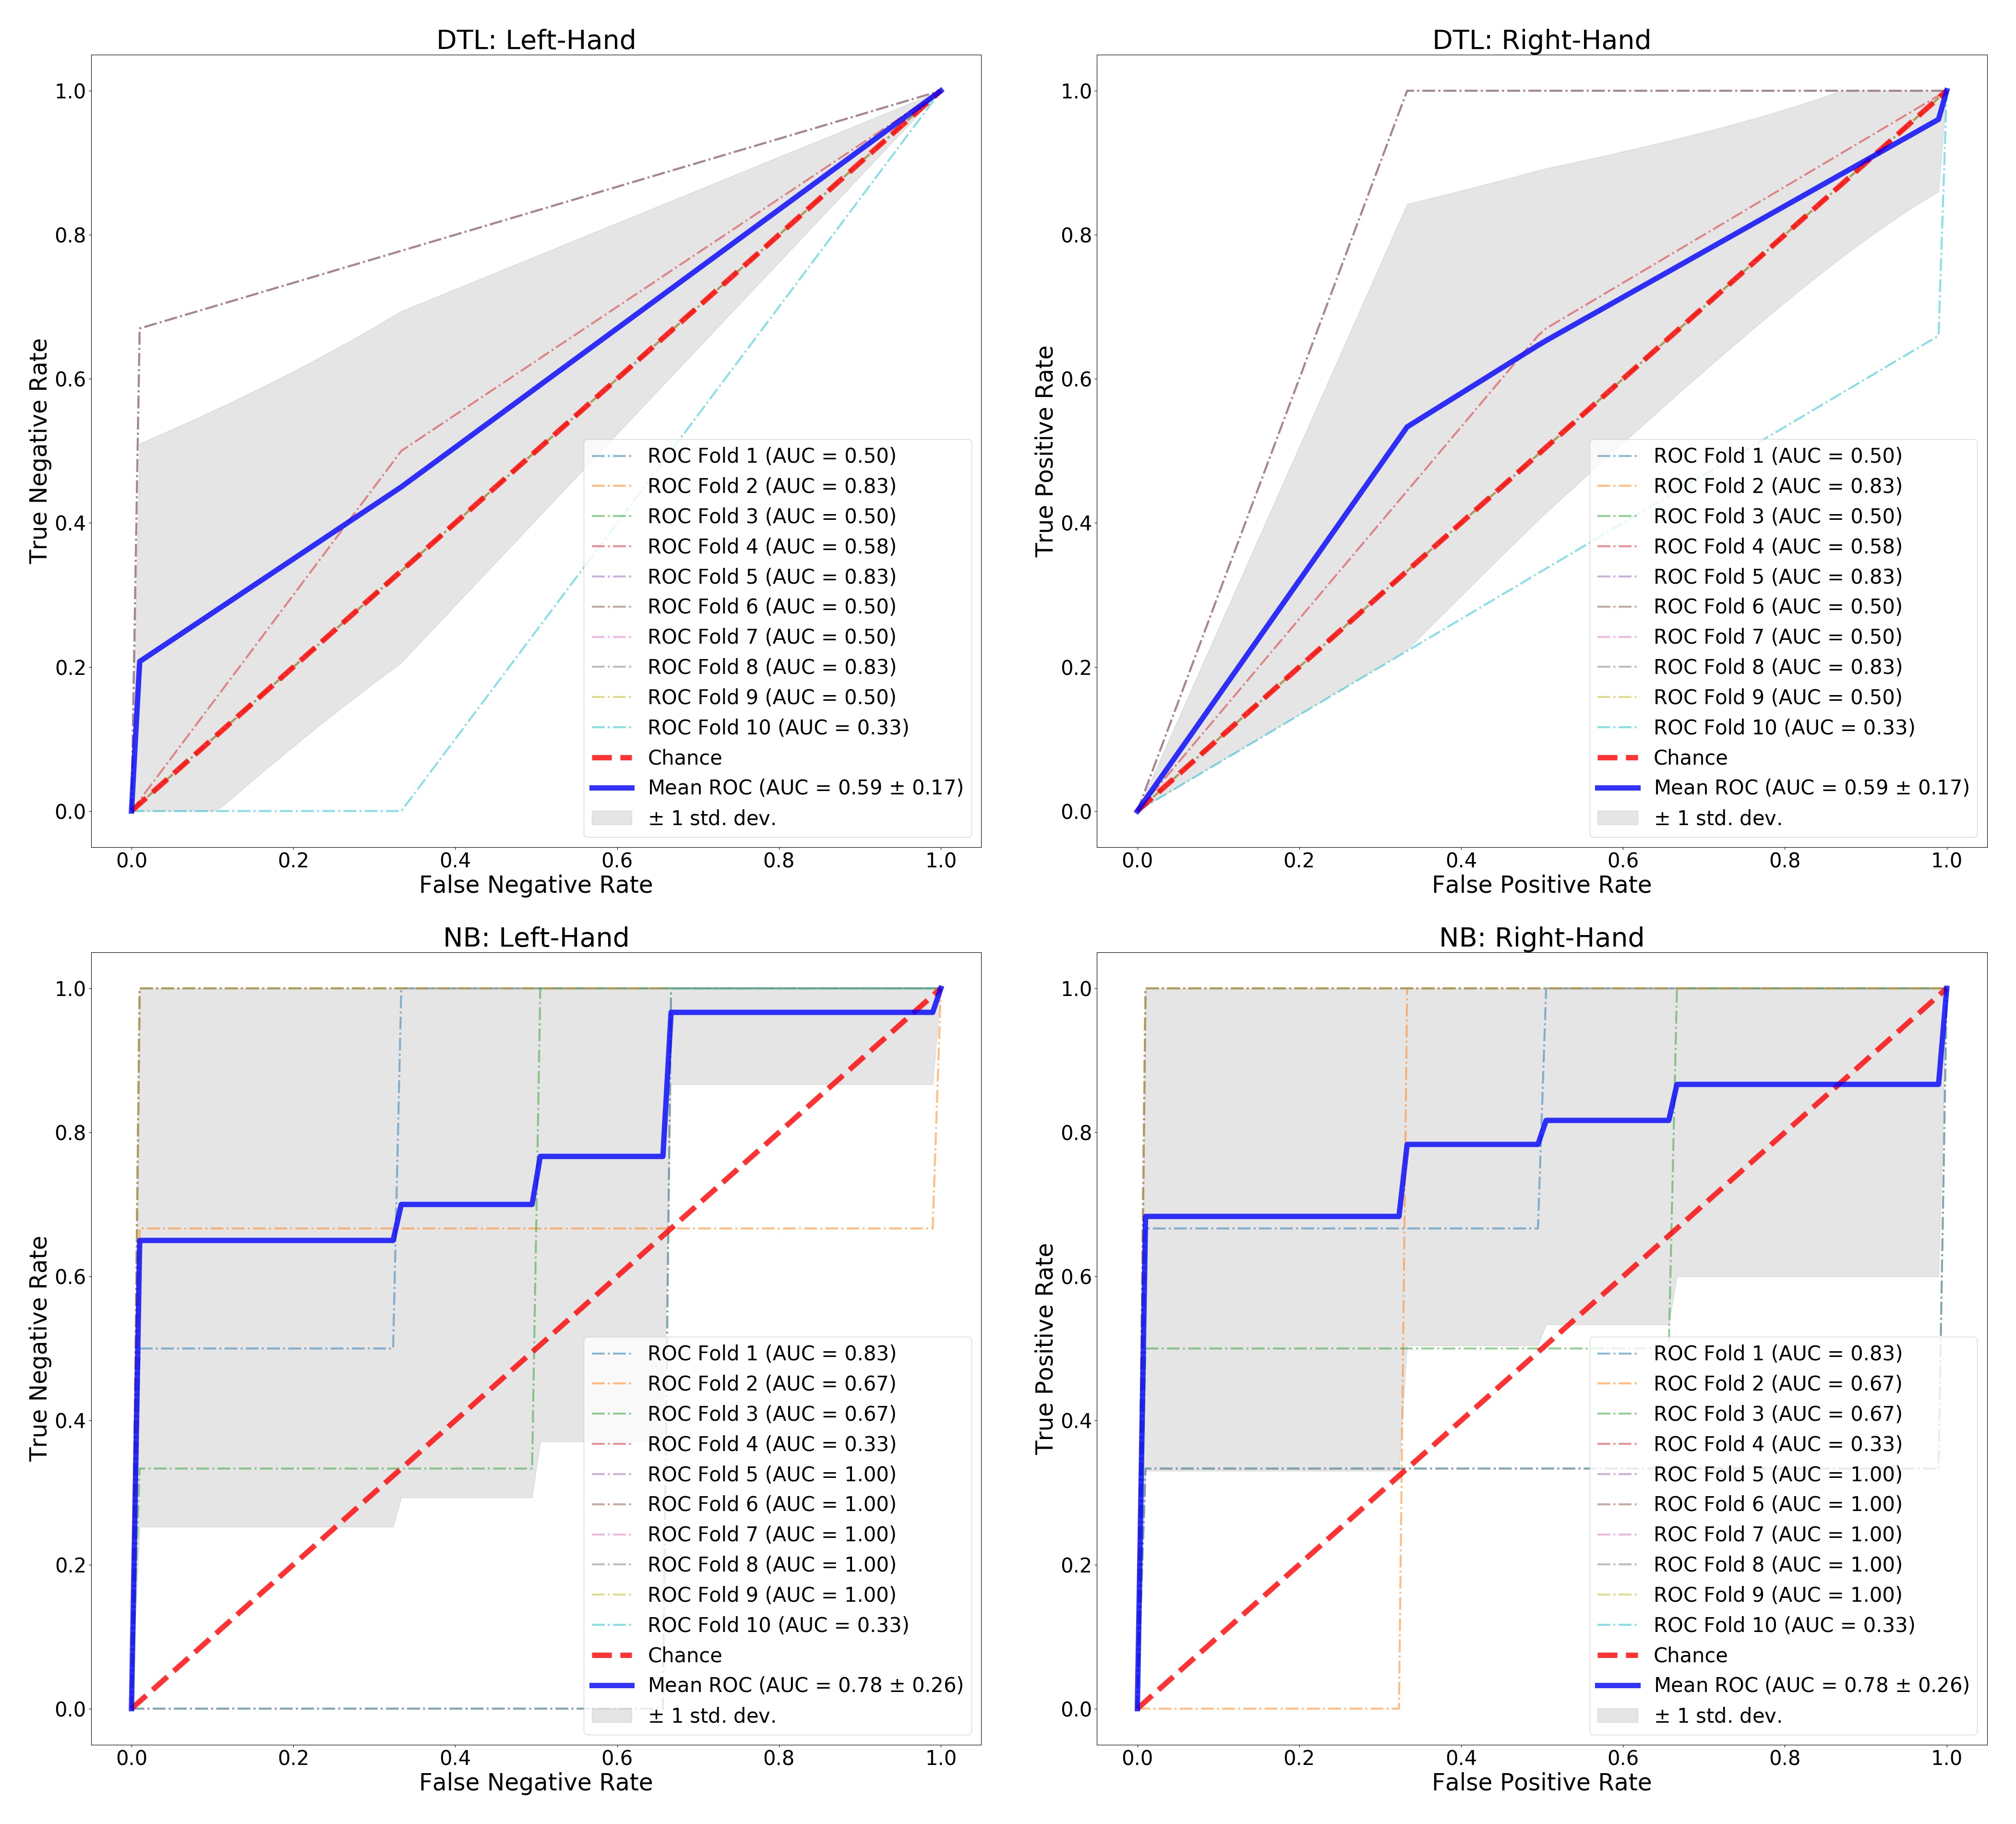 DTL: Left-Hand
True Negative Rate
1.0
0.8
0.6
0.4
0.2
0.0
ROC Fold 1 (AUC = 0.50)
ROC Fold 2 (AUC = 0.83)
ROC Fold 3 (AUC = 0.50)
ROC Fold 4 (AUC = 0.58)
ROC Fold 5 (AUC = 0.83)
ROC Fold 6 (AUC = 0.50)
ROC Fold 7 (AUC = 0.50)
ROC Fold 8 (AUC = 0.83)
ROC Fold 9 (AUC = 0.50)
ROC Fold 10 (AUC = 0.33)
Chance
Mean ROC (AUC = 0.59 ± 0.17)
± 1 std. dev.
0.0 0.2 0.4 0.6 0.8 1.0
False Negative Rate
DTL: Right-Hand
True Positive Rate
1.0
0.8
0.6
0.4
0.2
0.0
ROC Fold 1 (AUC = 0.50)
ROC Fold 2 (AUC = 0.83)
ROC Fold 3 (AUC = 0.50)
ROC Fold 4 (AUC = 0.58)
ROC Fold 5 (AUC = 0.83)
ROC Fold 6 (AUC = 0.50)
ROC Fold 7 (AUC = 0.50)
ROC Fold 8 (AUC = 0.83)
ROC Fold 9 (AUC = 0.50)
ROC Fold 10 (AUC = 0.33)
Chance
Mean ROC (AUC = 0.59 ± 0.17)
± 1 std. dev.
0.0 0.2 0.4 0.6 0.8 1.0
False Positive Rate
NB: Left-Hand
True Negative Rate
1.0
0.8
0.6
0.4
0.2
0.0
ROC Fold 1 (AUC = 0.83)
ROC Fold 2 (AUC = 0.67)
ROC Fold 3 (AUC = 0.67)
ROC Fold 4 (AUC = 0.33)
ROC Fold 5 (AUC = 1.00)
ROC Fold 6 (AUC = 1.00)
ROC Fold 7 (AUC = 1.00)
ROC Fold 8 (AUC = 1.00)
ROC Fold 9 (AUC = 1.00)
ROC Fold 10 (AUC = 0.33)
Chance
Mean ROC (AUC = 0.78 ± 0.26)
± 1 std. dev.
0.0 0.2 0.4 0.6 0.8 1.0
False Negative Rate
NB: Right-Hand
True Positive Rate
1.0
0.8
0.6
0.4
0.2
0.0
ROC Fold 1 (AUC = 0.83)
ROC Fold 2 (AUC = 0.67)
ROC Fold 3 (AUC = 0.67)
ROC Fold 4 (AUC = 0.33)
ROC Fold 5 (AUC = 1.00)
ROC Fold 6 (AUC = 1.00)
ROC Fold 7 (AUC = 1.00)
ROC Fold 8 (AUC = 1.00)
ROC Fold 9 (AUC = 1.00)
ROC Fold 10 (AUC = 0.33)
Chance
Mean ROC (AUC = 0.78 ± 0.26)
± 1 std. dev.
0.0 0.2 0.4 0.6 0.8 1.0
False Positive Rate